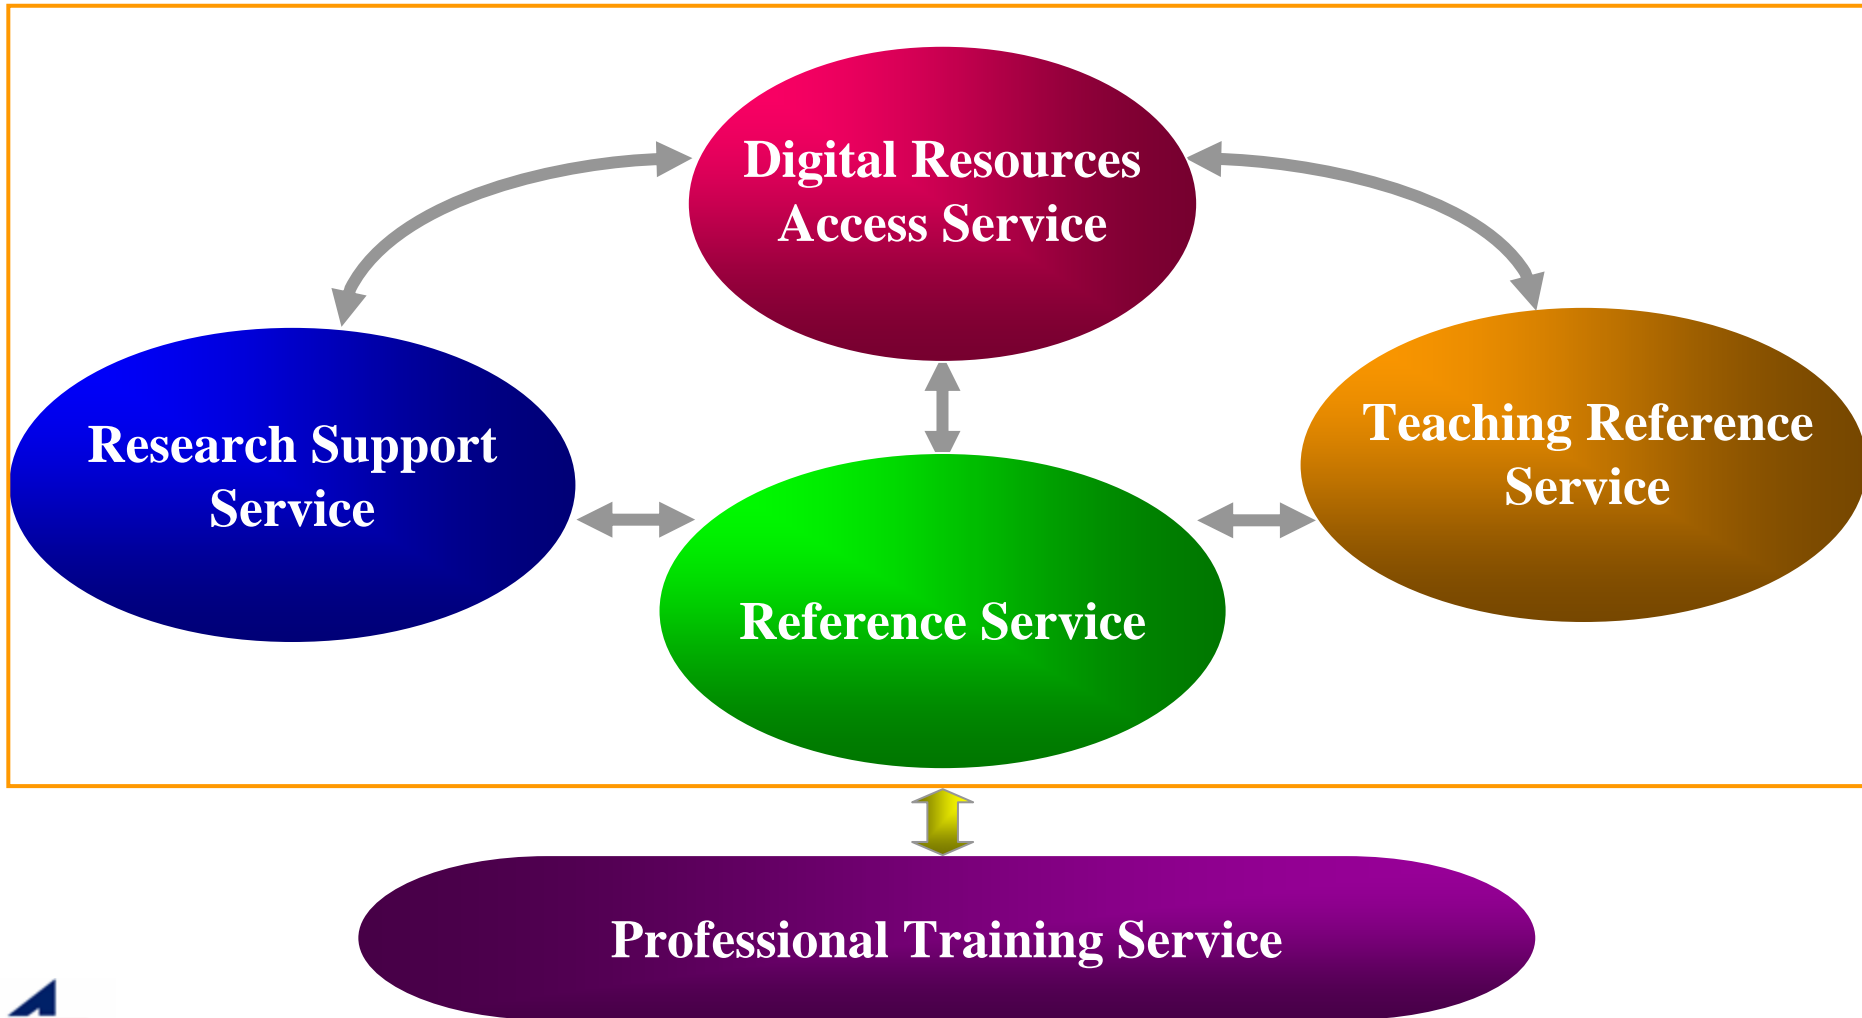 Digital Resources
Access Service
Research Support
Service
Teaching Reference
Service
Reference Service
Professional Training Service